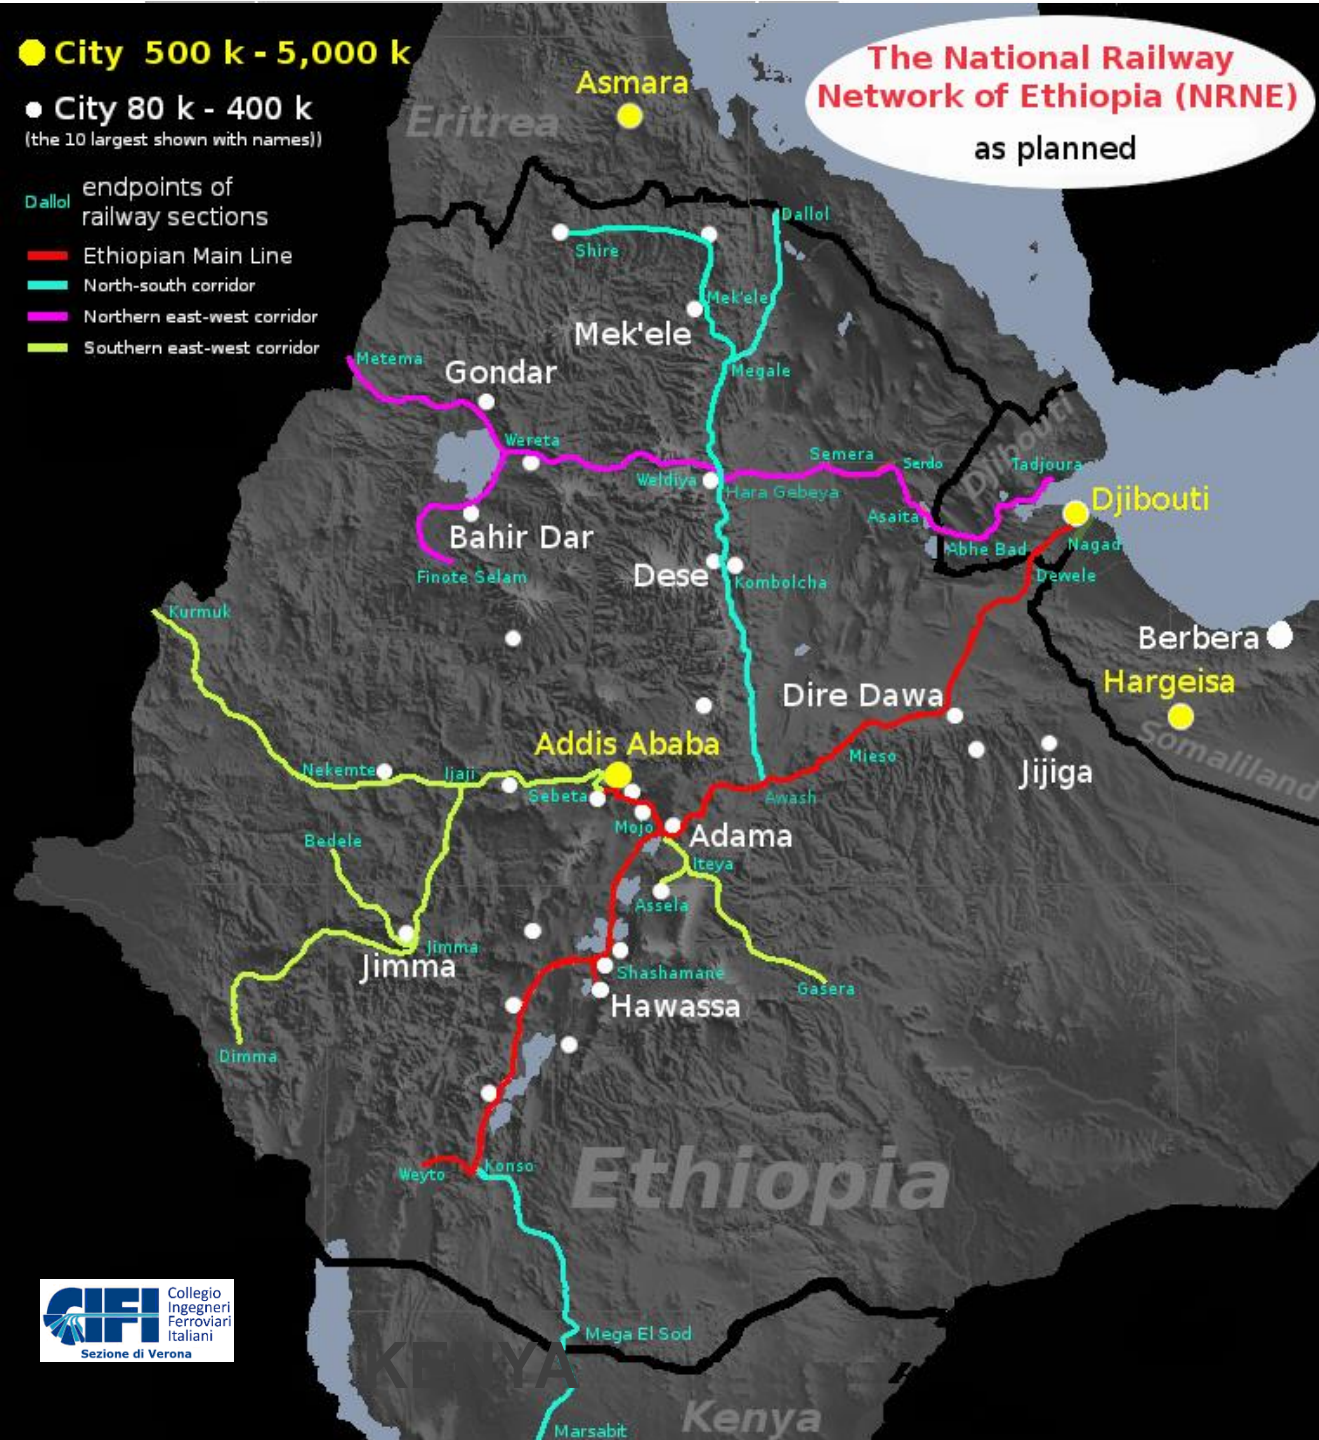 City 500 k - 5,000 k
City 80 k - 400 k
(the 10 largest shown with names))
Dallol
endpoints of
railway sections
Ethiopian Main Line
North-south corridor
Northern east-west corridor
Southern east-west corridor
The National Railway
Network of Ethiopia (NRNE)
as planned
Asmara
Eritrea
Dallol
Shire
Mek'ele
Mek'ele
Metema
Gondar
Megale
Djibouti
Wereta
Semera
Serdo
Tadjoura
Weldiya
Hara Gebeya
Djibouti
Asaita
Bahir Dar
Abhe Bad
Nagad
Finote Selam
Dese
Kombolcha
Dewele
Kurmuk
Berbera
Hargeisa
Dire Dawa
Somaliland
Addis Ababa
Mieso
Nekemte
Ijaji
Jijiga
Sebeta
Awash
Mojo
Adama
Bedele
Iteya
Assela
Jimma
Jimma
Shashamane
Gasera
Hawassa
Dimma
Ethiopia
Weyto
Konso
Collegio
Ingegneri
Ferroviari
Italiani
CIFI
Sezione di Verona
Mega El Sod
KENYA
Kenya
Marsabit